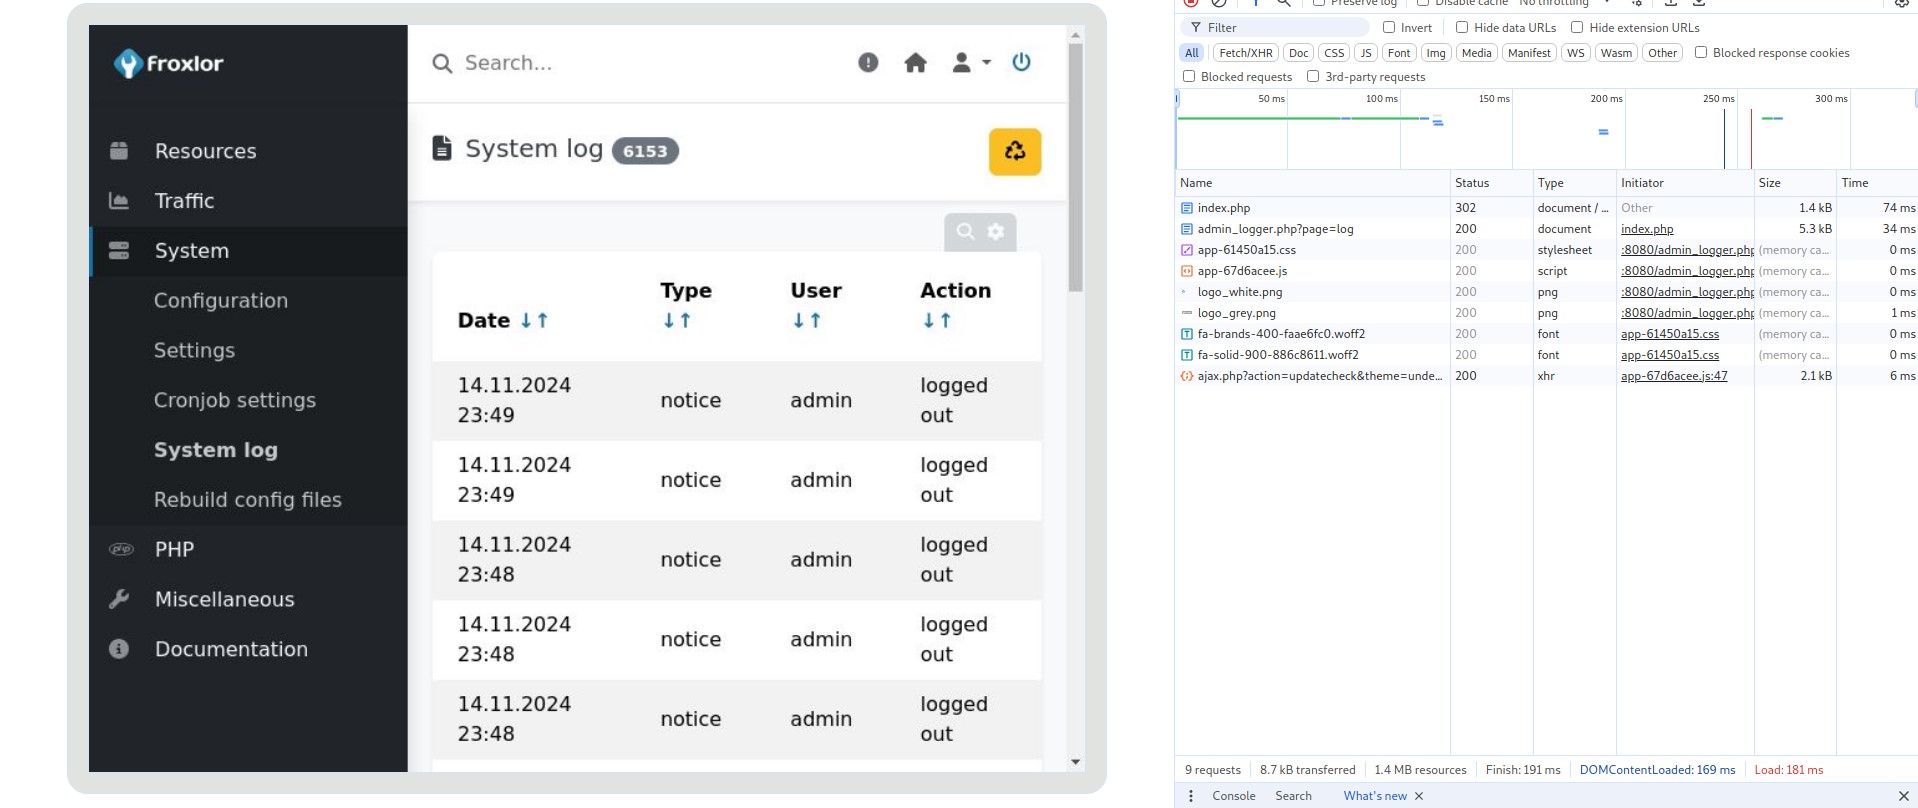 froxlor
Search...
Resources
Traffic
System
Configuration
Settings
Cronjob settings
System log
Rebuild config files
php PHP
Miscellaneous
Documentation
System log 6153
Date ↓↑ Type ↓↑ User ↓↑ Action ↓↑
14.11.2024
23:49
notice admin logged
out
14.11.2024
23:49
notice admin logged
out
14.11.2024
23:48
notice admin logged
out
14.11.2024
23:48
notice admin logged
out
14.11.2024
23:48
notice admin logged
out
Preserve log Disable cache No throttling
Filter Invert Hide data URLs Hide extension URLs
All Fetch/XHR Doc CSS JS Font Img Media Manifest WS Wasm Other Blocked response cookies
Blocked requests 3rd-party requests
50 ms 100 ms 150 ms 200 ms 250 ms 300 ms
Name Status Type Initiator Size Time
index.php 302 document / ... Other 1.4 kB 74 ms
admin_logger.php?page=log 200 document index.php 5.3 kB 34 ms
app-61450a15.css 200 stylesheet :8080/admin_logger.php (memory ca... 0 ms
app-67d6acee.js 200 script :8080/admin_logger.php (memory ca... 0 ms
logo_white.png 200 png :8080/admin_logger.php (memory ca... 0 ms
logo_grey.png 200 png :8080/admin_logger.php (memory ca... 1 ms
fa-brands-400-faae6fc0.woff2 200 font app-61450a15.css (memory ca... 0 ms
fa-solid-900-886c8611.woff2 200 font app-61450a15.css (memory ca... 0 ms
ajax.php?action=updatecheck&theme=unde... 200 xhr app-67d6acee.js:47 2.1 kB 6 ms
9 requests 8.7 kB transferred 1.4 MB resources Finish: 191 ms DOMContentLoaded: 169 ms Load: 181 ms
Console Search What's new